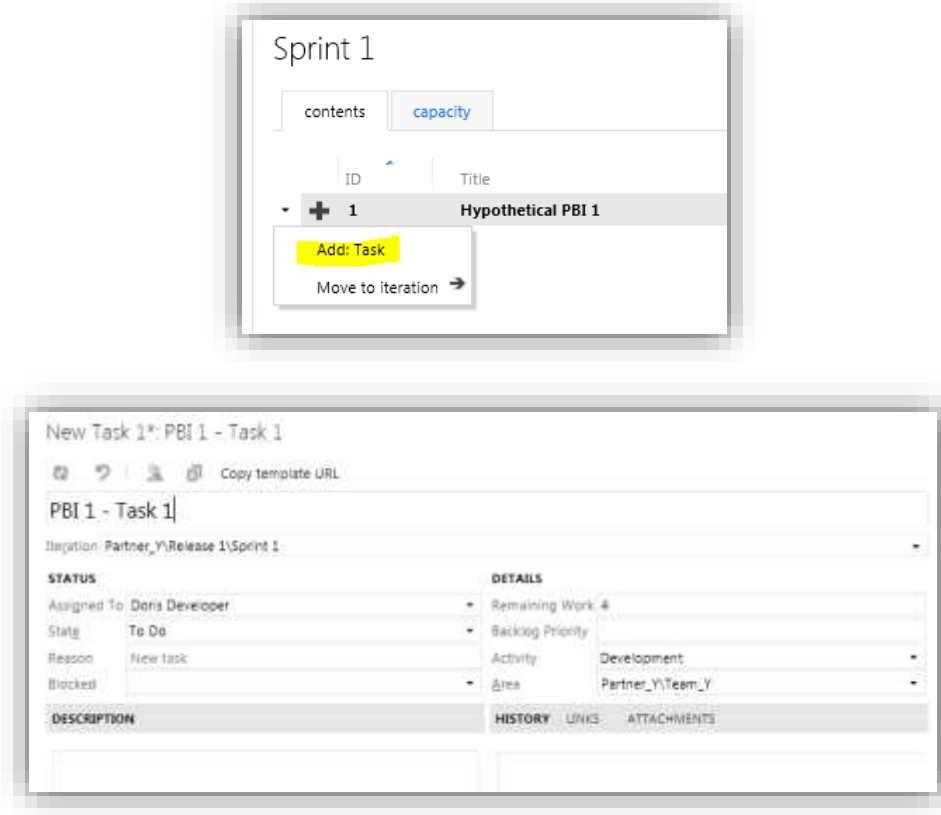 Sprint 1
contents capacity
ID Title
1 Hypothetical PBI 1
Add: Task
Move to iteration
New Task 1*: PBI 1 - Task 1
Copy template URL
PBI 1 - Task 1
Iteration Partner_Y\Release 1\Sprint 1
STATUS DETAILS
Assigned To Doris Developer Remaining Work 4
State To Do Backlog Priority
Reason New task Activity Development
Blocked Area Partner_Y\Team_Y
DESCRIPTION HISTORY LINKS ATTACHMENTS